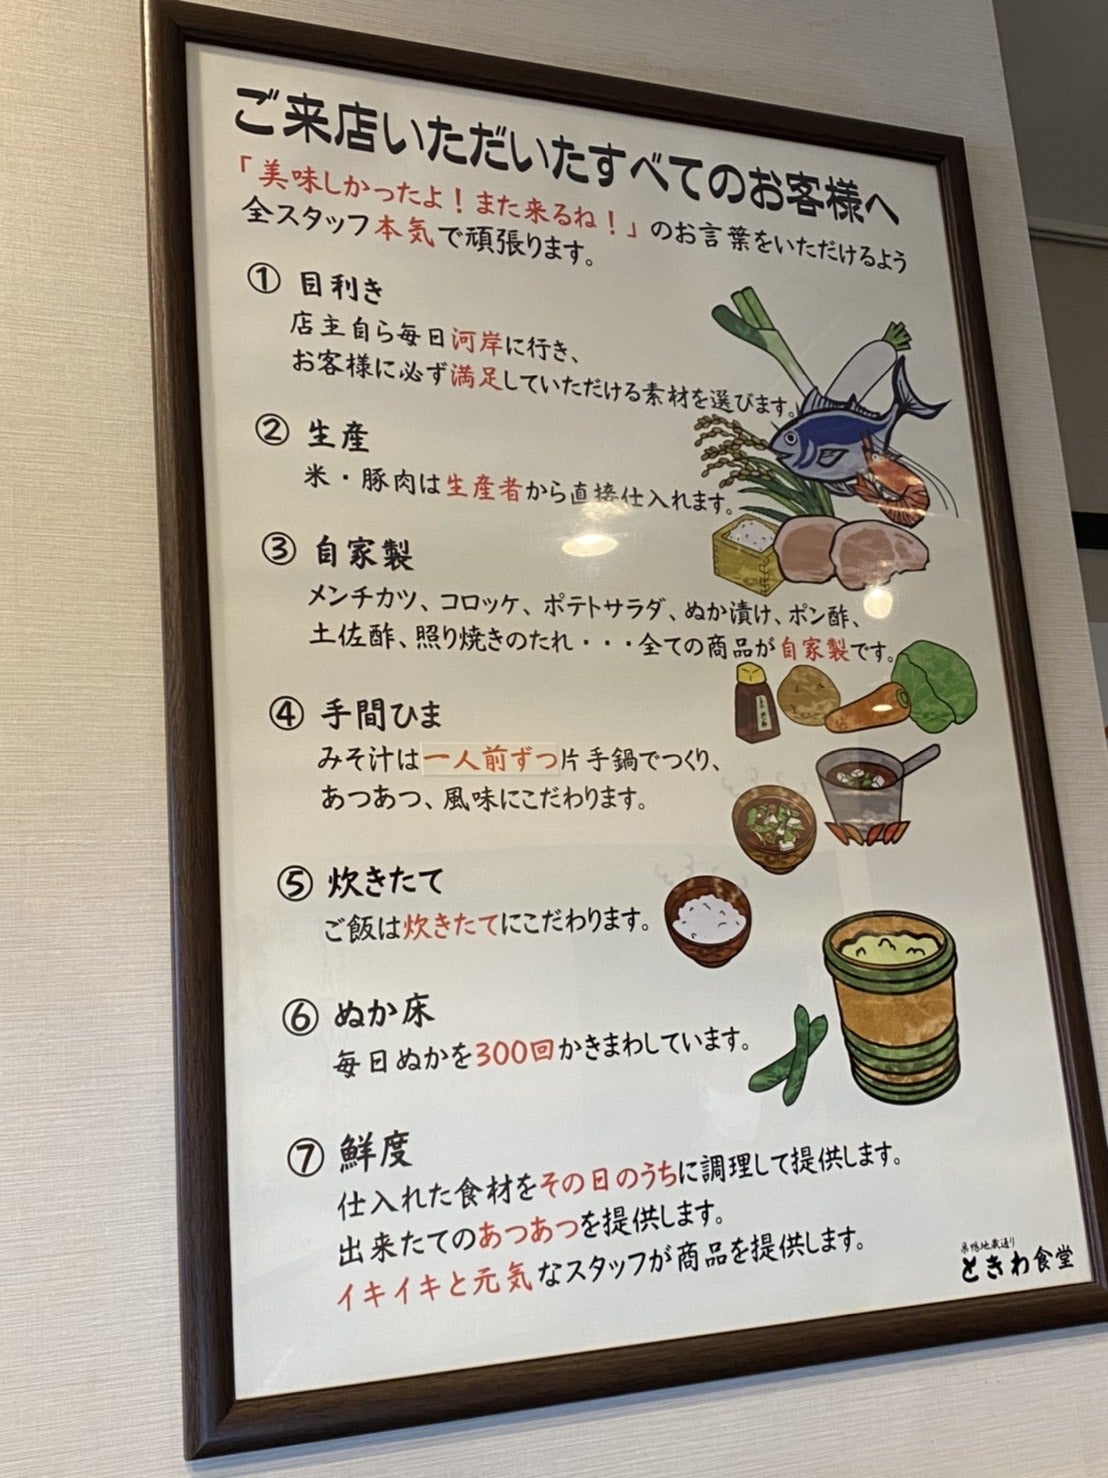 ご来店いただいたすべてのお客様へ
「美味しかったよ！また来るね！」のお言葉をいただけるよう
全スタッフ本気で頑張ります。
① 目利き
店主自ら毎日河岸に行き、
お客様に必ず満足していただける素材を選びます。
② 生産
米・豚肉は生産者から直接仕入れます。
③ 自家製
メンチカツ、コロッケ、ポテトサラダ、ぬか漬け、ポン酢、
土佐酢、照り焼きのたれ・・・全ての商品が自家製です。
④ 手間ひま
みそ汁は一人前ずつ片手鍋でつくり、
あつあつ、風味にこだわります。
⑤ 炊きたて
ご飯は炊きたてにこだわります。
⑥ ぬか床
毎日ぬかを300回かきまわしています。
⑦ 鮮度
仕入れた食材をその日のうちに調理して提供します。
出来たてのあつあつを提供します。
イキイキと元気なスタッフが商品を提供します。
巣鴨地蔵通り
ときわ食堂